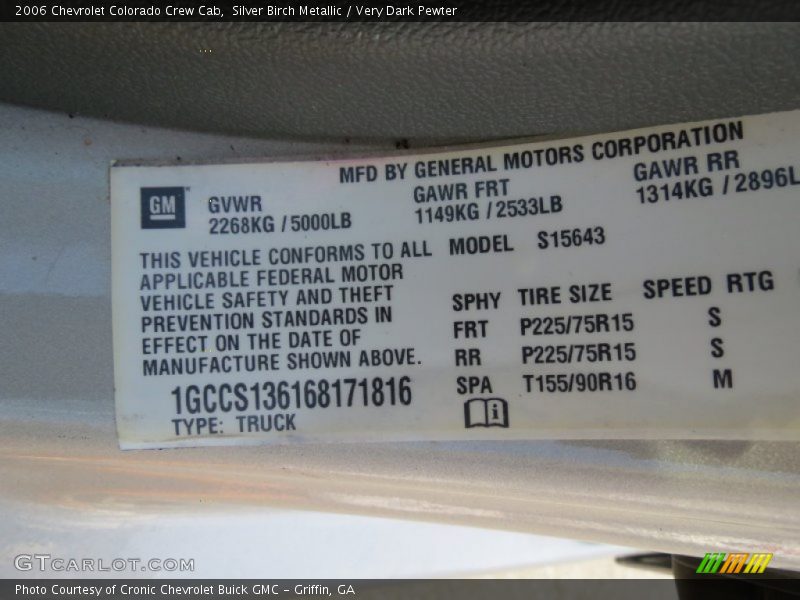 2006 Chevrolet Colorado Crew Cab,  Silver Birch Metallic / Very Dark Pewter
MFD BY GENERAL MOTORS CORPORATION
GM
GVWR
2268KG / 5000LB
GAWR FRT
1149KG / 2533LB
GAWR RR
1314KG / 2896L
THIS VEHICLE CONFORMS TO ALL
APPLICABLE FEDERAL MOTOR
VEHICLE SAFETY AND THEFT
PREVENTION STANDARDS IN
EFFECT ON THE DATE OF
MANUFACTURE SHOWN ABOVE.
1GCCS136168171816
TYPE: TRUCK
MODEL S15643
SPHY TIRE SIZE SPEED RTG
FRT P225/75R15 S
RR P225/75R15 S
SPA T155/90R16 M
GTCARLOT.COM
Photo Courtesy of Cronic Chevrolet Buick GMC - Griffin, GA